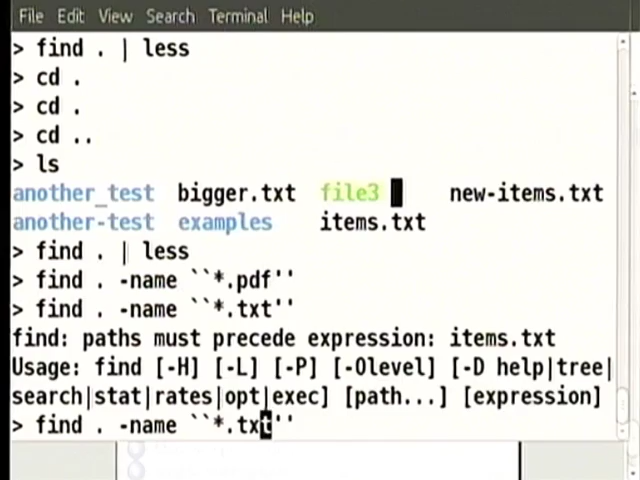 File Edit View Search Terminal Help
> find . | less
> cd .
> cd .
> cd ..
> ls
another_test bigger.txt file3 new-items.txt
another-test examples items.txt
> find . | less
> find . -name ``*.pdf''
> find . -name ``*.txt''
find: paths must precede expression: items.txt
Usage: find [-H] [-L] [-P] [-Olevel] [-D help|tree|
search|stat|rates|opt|exec] [path...] [expression]
> find . -name ``*.txt''